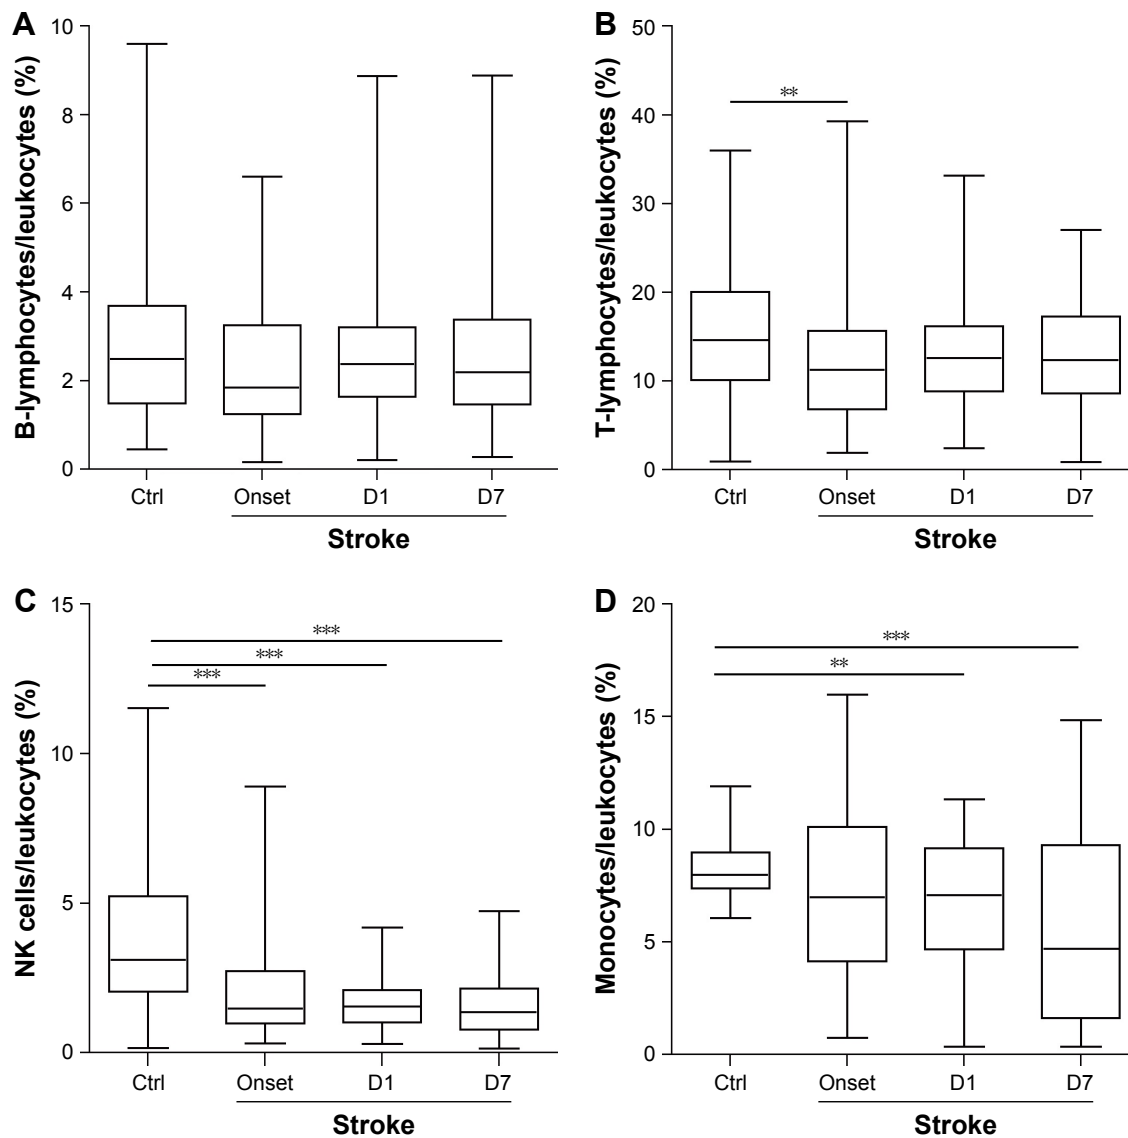 A
B-lymphocytes/leukocytes (%)
10
8
6
4
2
0
Ctrl Onset D1 D7
Stroke
B
T-lymphocytes/leukocytes (%)
50
40
30
20
10
0
**
Ctrl Onset D1 D7
Stroke
C
NK cells/leukocytes (%)
15
10
5
0
***
***
***
Ctrl Onset D1 D7
Stroke
D
Monocytes/leukocytes (%)
20
15
10
5
0
***
**
Ctrl Onset D1 D7
Stroke